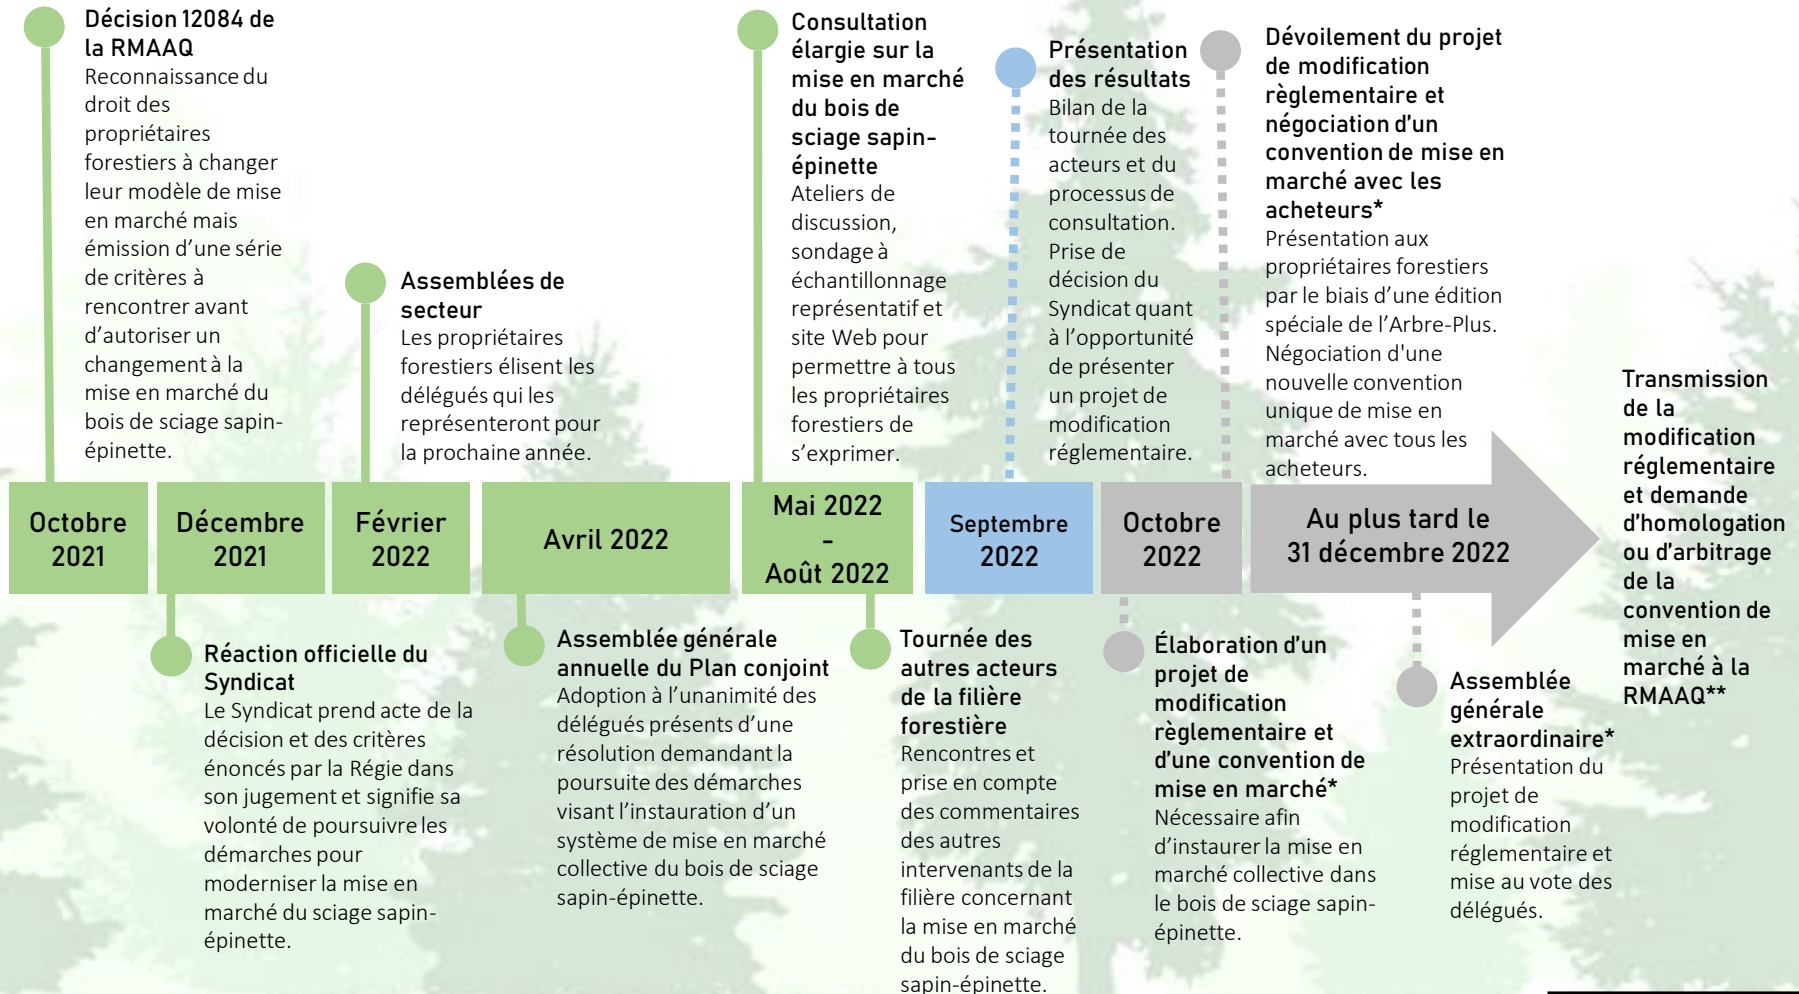 Décision 12084 de
la RMAAQ
Reconnaissance du
droit des
propriétaires
forestiers à changer
leur modèle de mise
en marché mais
émission d’une série
de critères à
rencontrer avant
d’autoriser un
changement à la
mise en marché du
bois de sciage sapin-
épinette.
Assemblées de
secteur
Les propriétaires
forestiers élisent les
délégués qui les
représenteront pour
la prochaine année.
Consultation
élargie sur la
mise en marché
du bois de
sciage sapin-
épinette
Ateliers de
discussion,
sondage à
échantillonnage
représentatif et
site Web pour
permettre à tous
les propriétaires
forestiers de
s’exprimer.
Présentation
des résultats
Bilan de la
tournée des
acteurs et du
processus de
consultation.
Prise de
décision du
Syndicat quant
à l’opportunité
de présenter
un projet de
modification
réglementaire.
Dévoilement du projet
de modification
règlementaire et
négociation d'un
convention de mise en
marché avec les
acheteurs*
Présentation aux
propriétaires forestiers
par le biais d’une édition
spéciale de l’Arbre-Plus.
Négociation d'une
nouvelle convention
unique de mise en
marché avec tous les
acheteurs.
Octobre
2021
Décembre
2021
Février
2022
Avril 2022
Mai 2022
-
Août 2022
Septembre
2022
Octobre
2022
Au plus tard le
31 décembre 2022
Transmission
de la
modification
réglementaire
et demande
d'homologation
ou d'arbitrage
de la
convention de
mise en
marché à la
RMAAQ**
Réaction officielle du
Syndicat
Le Syndicat prend acte de la
décision et des critères
énoncés par la Régie dans
son jugement et signifie sa
volonté de poursuivre les
démarches pour
moderniser la mise en
marché du sciage sapin-
épinette.
Assemblée générale
annuelle du Plan conjoint
Adoption à l’unanimité des
délégués présents d’une
résolution demandant la
poursuite des démarches
visant l’instauration d’un
système de mise en marché
collective du bois de sciage
sapin-épinette.
Tournée des
autres acteurs
de la filière
forestière
Rencontres et
prise en compte
des commentaires
des autres
intervenants de la
filière concernant
la mise en marché
du bois de sciage
sapin-épinette.
Élaboration d’un
projet de
modification
règlementaire et
d'une convention de
mise en marché*
Nécessaire afin
d’instaurer la mise en
marché collective dans
le bois de sciage sapin-
épinette.
Assemblée
générale
extraordinaire*
Présentation du
projet de
modification
réglementaire et
mise au vote des
délégués.